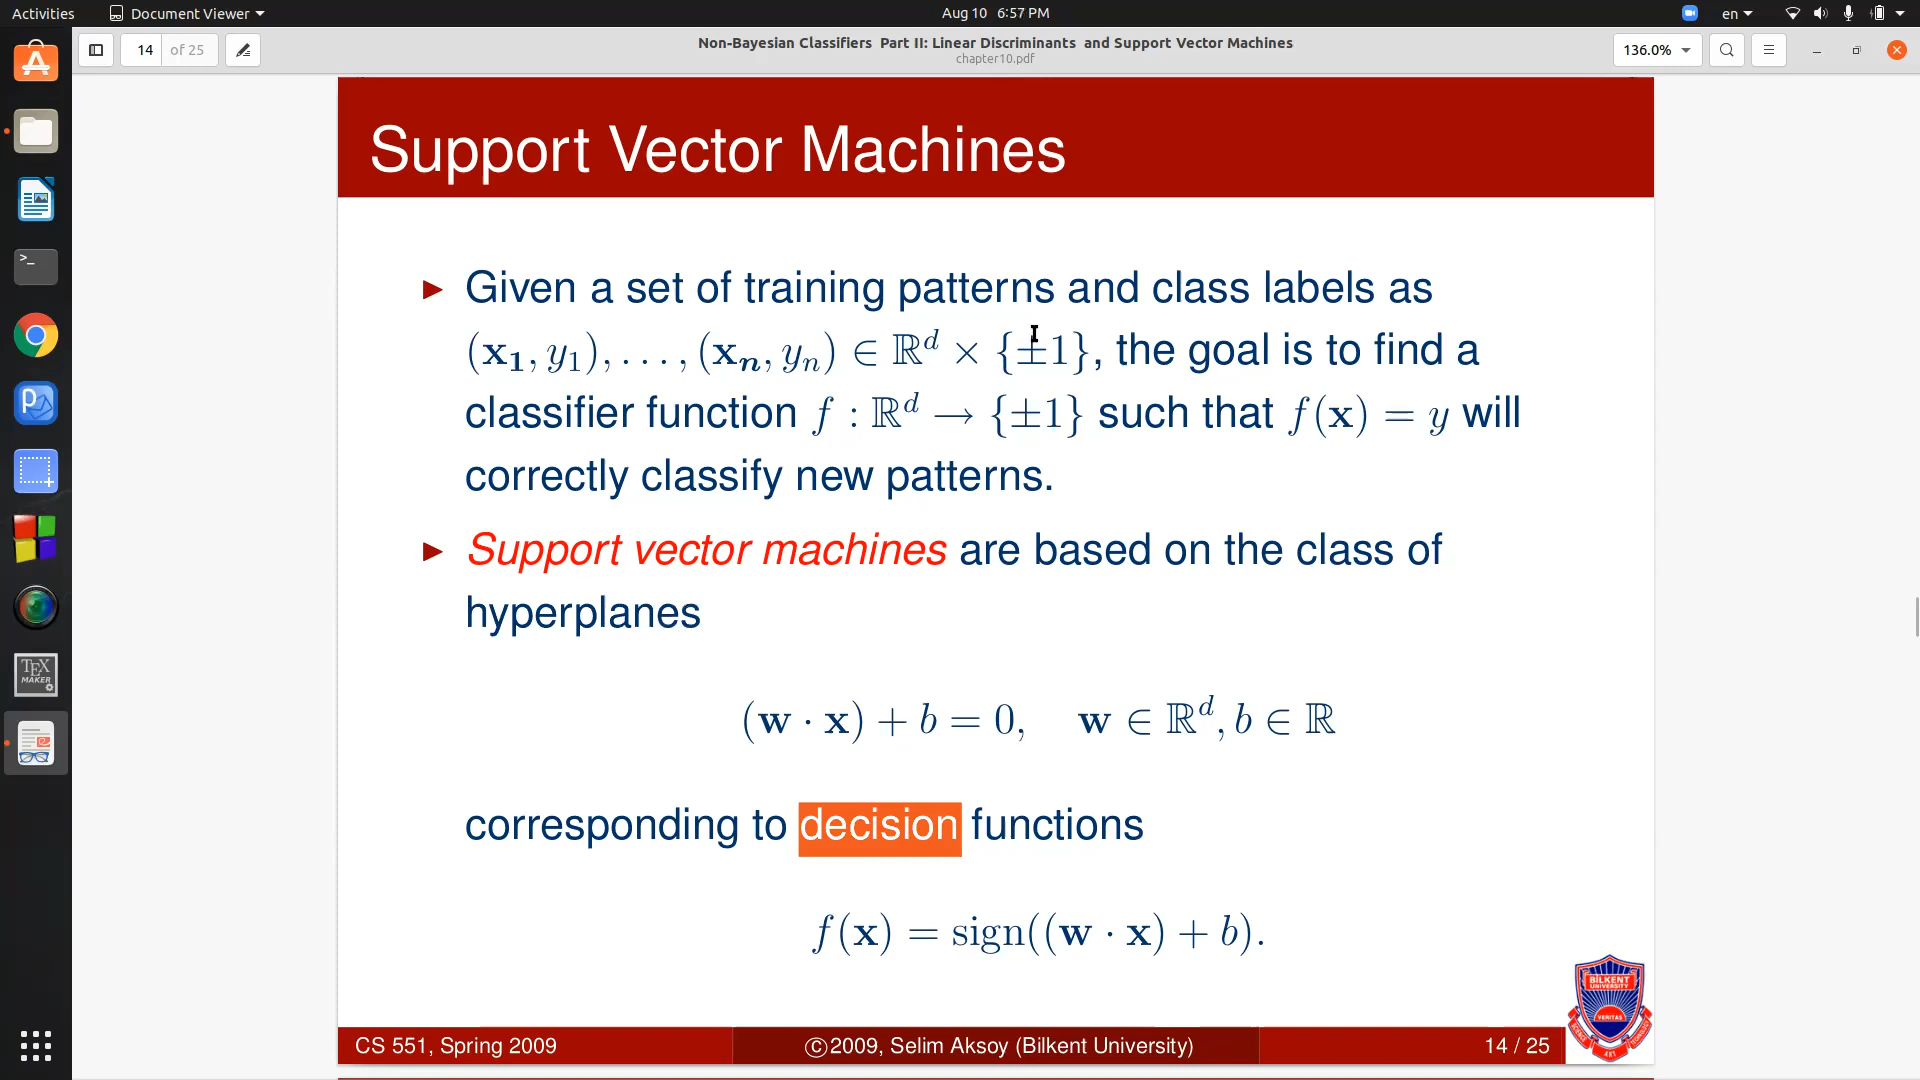 Activities
Document Viewer
Aug 10 6:57 PM
en
14 of 25
Non-Bayesian Classifiers Part II: Linear Discriminants and Support Vector Machines
chapter10.pdf
136.0%
Support Vector Machines
► Given a set of training patterns and class labels as
(x₁, y₁), . . . , (xₙ, yₙ) ∈ ℝᵈ × {±1}, the goal is to find a
classifier function f : ℝᵈ → {±1} such that f(x) = y will
correctly classify new patterns.
► Support vector machines are based on the class of
hyperplanes
(w · x) + b = 0, w ∈ ℝᵈ, b ∈ ℝ
corresponding to decision functions
f(x) = sign((w · x) + b).
TEX
MAKER
BILKENT
UNIVERSITY
VERITAS
CS 551, Spring 2009
©2009, Selim Aksoy (Bilkent University)
14 / 25